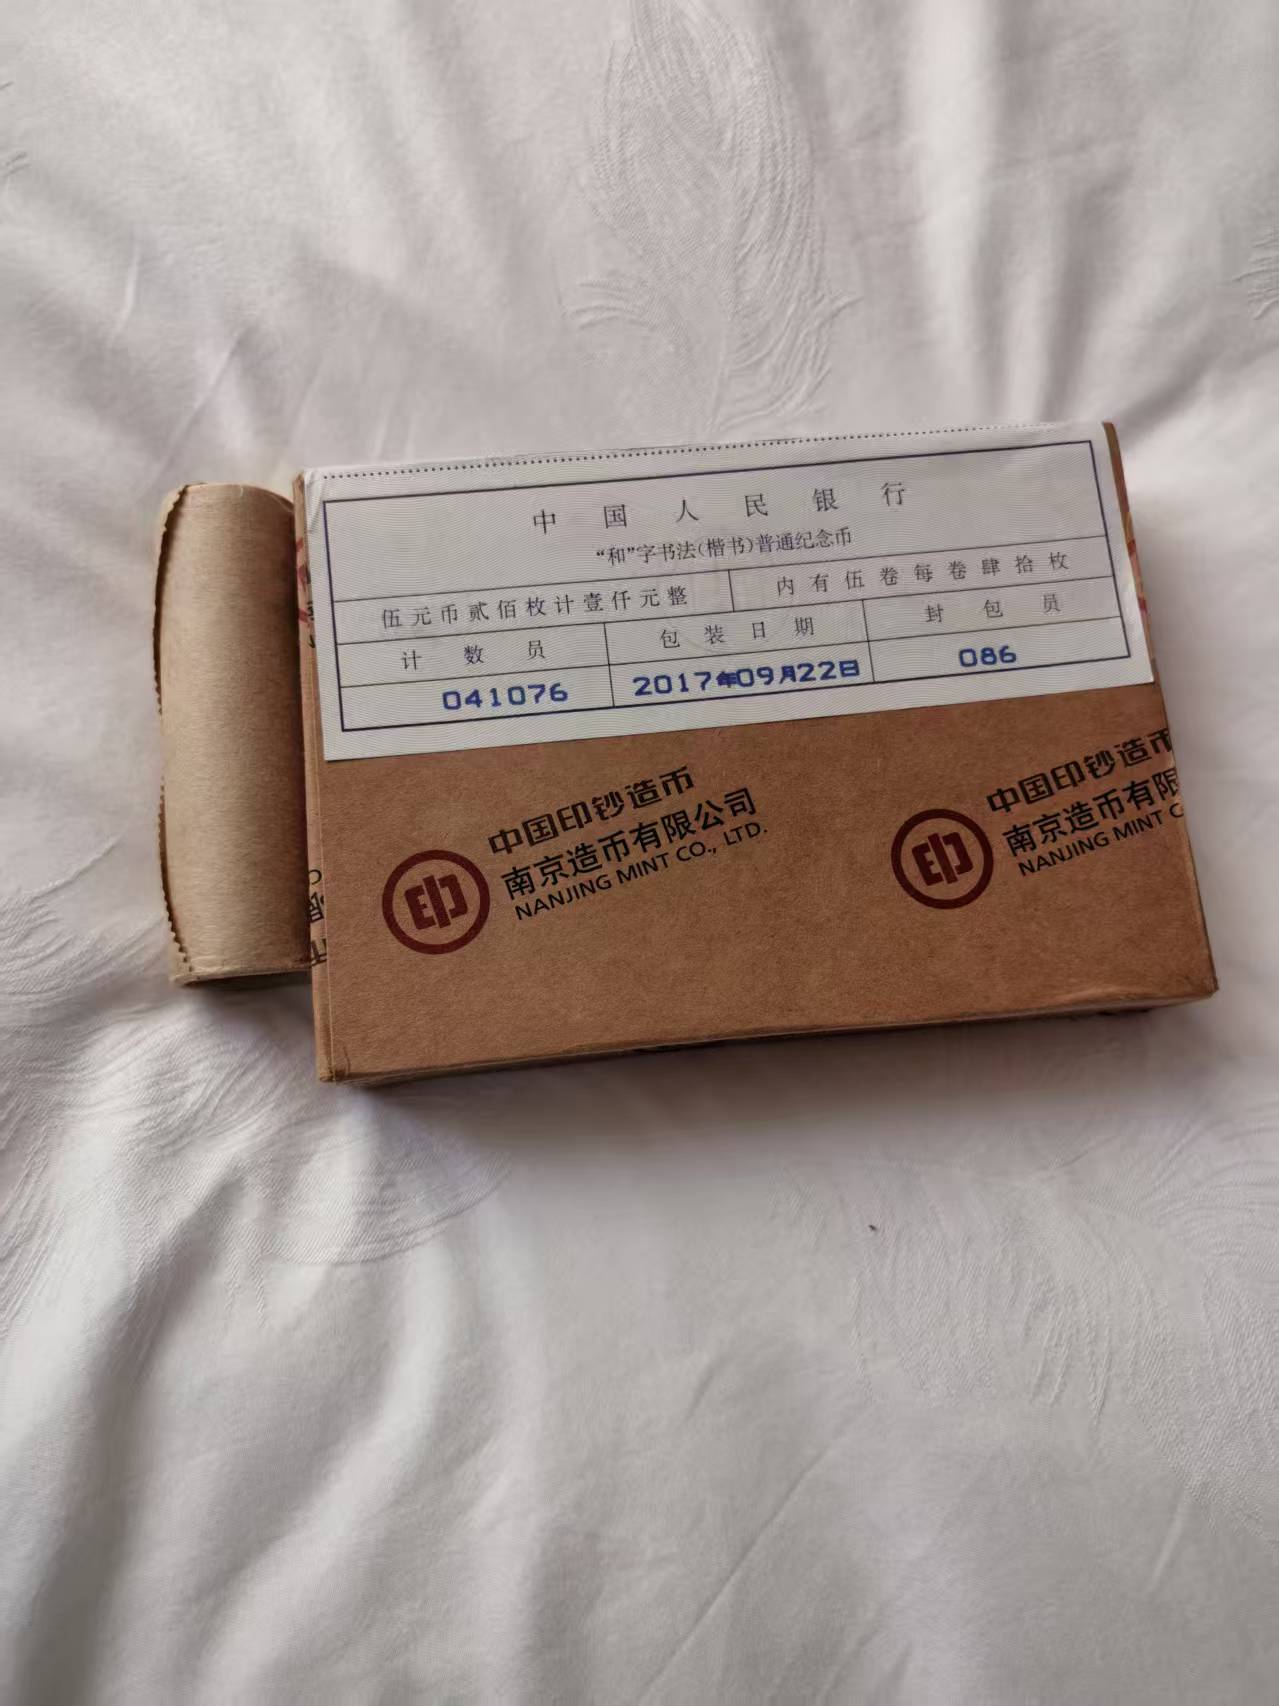 中国人民银行
“和”字书法(楷书)普通纪念币
伍元币贰佰枚计壹仟元整 内有伍卷每卷肆拾枚
计数员 包装日期 封包员
041076 2017年09月22日 086
中国印钞造币
南京造币有限公司
NANJING MINT CO., LTD.
中国印钞造币
南京造币有限
NANJING MINT C